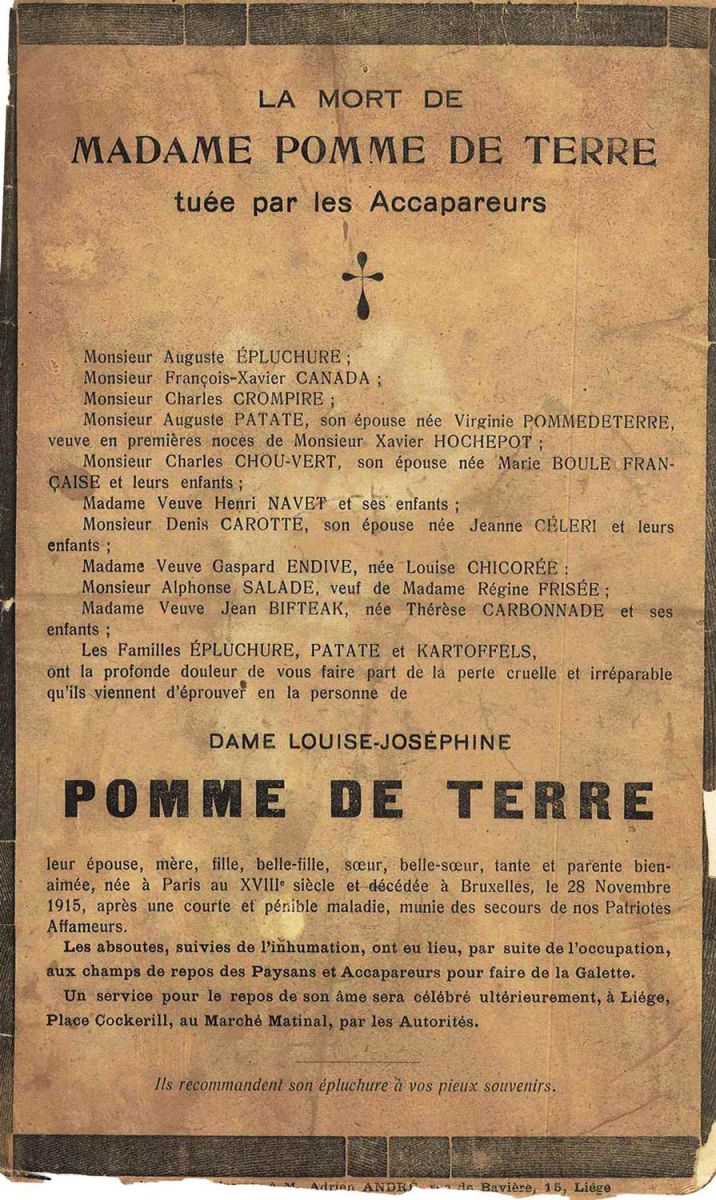 LA MORT DE
MADAME POMME DE TERRE
tuée par les Accapareurs
Monsieur Auguste ÉPLUCHURE ;
Monsieur François-Xavier CANADA ;
Monsieur Charles CROMPIRE ;
Monsieur Auguste PATATE, son épouse née Virginie POMMEDETERRE,
veuve en premières noces de Monsieur Xavier HOCHEPOT ;
Monsieur Charles CHOU-VERT, son épouse née Marie BOULE FRAN-
ÇAISE et leurs enfants ;
Madame Veuve Henri NAVET et ses enfants ;
Monsieur Denis CAROTTE, son épouse née Jeanne CÉLERI et leurs
enfants ;
Madame Veuve Gaspard ENDIVE, née Louise CHICORÉE :
Monsieur Alphonse SALADE, veuf de Madame Régine FRISÉE ;
Madame Veuve Jean BIFTEAK, née Thérèse CARBONNADE et ses
enfants ;
Les Familles ÉPLUCHURE, PATATE et KARTOFFELS,
ont la profonde douleur de vous faire part de la perte cruelle et irréparable
qu'ils viennent d'éprouver en la personne de
DAME LOUISE-JOSÉPHINE
POMME DE TERRE
leur épouse, mère, fille, belle-fille, sœur, belle-sœur, tante et parente bien-
aimée, née à Paris au XVIIIe siècle et décédée à Bruxelles, le 28 Novembre
1915, après une courte et pénible maladie, munie des secours de nos Patriotes
Affameurs.
Les absoutes, suivies de l'inhumation, ont eu lieu, par suite de l'occupation,
aux champs de repos des Paysans et Accapareurs pour faire de la Galette.
Un service pour le repos de son âme sera célébré ultérieurement, à Liége,
Place Cockerill, au Marché Matinal, par les Autorités.
Ils recommandent son épluchure à vos pieux souvenirs.
à M. Adrien ANDRÉ, rue de Bavière, 15, Liége